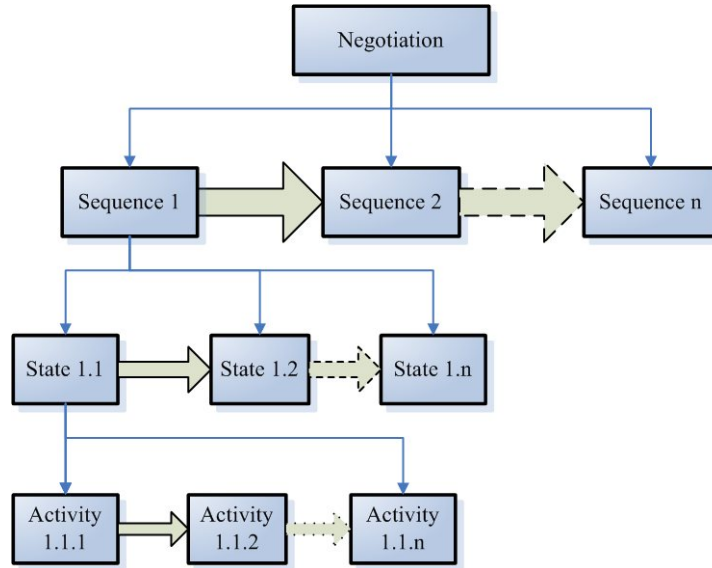 Negotiation
Sequence 1
Sequence 2
Sequence n
State 1.1
State 1.2
State 1.n
Activity
1.1.1
Activity
1.1.2
Activity
1.1.n